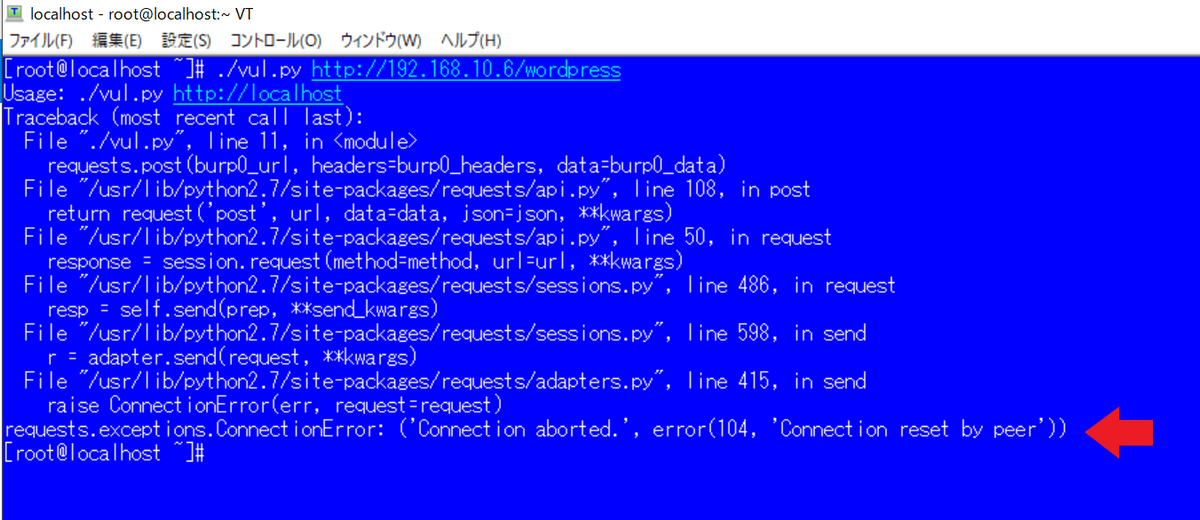 localhost - root@localhost:~ VT
ファイル(F) 編集(E) 設定(S) コントロール(O) ウィンドウ(W) ヘルプ(H)
[root@localhost ~]# ./vul.py http://192.168.10.6/wordpress
Usage: ./vul.py http://localhost
Traceback (most recent call last):
  File "./vul.py", line 11, in <module>
    requests.post(burp0_url, headers=burp0_headers, data=burp0_data)
  File "/usr/lib/python2.7/site-packages/requests/api.py", line 108, in post
    return request('post', url, data=data, json=json, **kwargs)
  File "/usr/lib/python2.7/site-packages/requests/api.py", line 50, in request
    response = session.request(method=method, url=url, **kwargs)
  File "/usr/lib/python2.7/site-packages/requests/sessions.py", line 486, in request
    resp = self.send(prep, **send_kwargs)
  File "/usr/lib/python2.7/site-packages/requests/sessions.py", line 598, in send
    r = adapter.send(request, **kwargs)
  File "/usr/lib/python2.7/site-packages/requests/adapters.py", line 415, in send
    raise ConnectionError(err, request=request)
requests.exceptions.ConnectionError: ('Connection aborted.', error(104, 'Connection reset by peer'))
[root@localhost ~]#